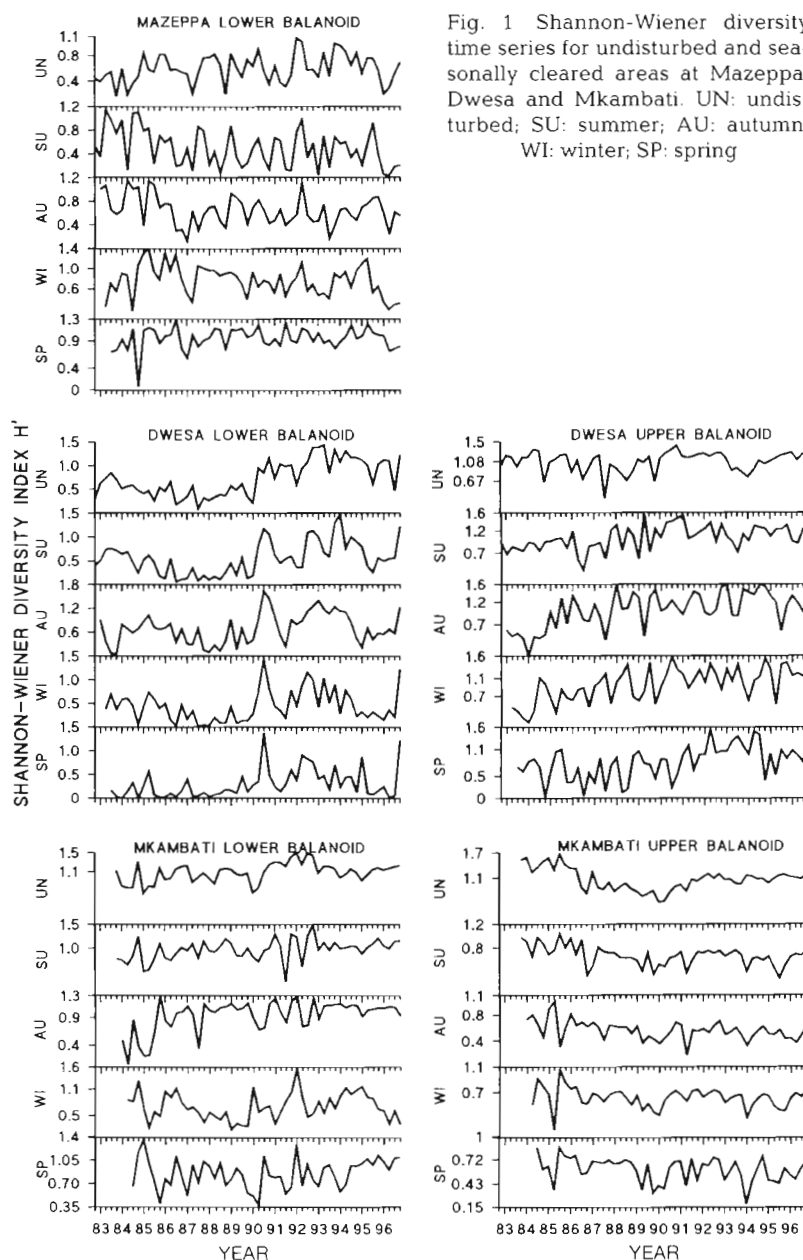 MAZEPPA LOWER BALANOID
Fig. 1 Shannon-Wiener diversity
time series for undisturbed and sea-
sonally cleared areas at Mazeppa
Dwesa and Mkambati. UN: undis-
turbed; SU: summer; AU: autumn
WI: winter; SP: spring
1.1
0.8
0.4
UN
1.2
0.8
0.4
SU
1.2
0.8
0.4
AU
1.4
1.0
0.6
WI
1.3
0.9
0.4
0
SP
SHANNON-WIENER DIVERSITY INDEX H'
DWESA LOWER BALANOID
1.5
1.0
0.5
UN
1.5
1.0
0.5
SU
1.8
1.2
0.6
AU
1.5
1.0
0.5
WI
1.5
1.0
0.5
0
SP
DWESA UPPER BALANOID
1.5
1.08
0.67
UN
1.6
1.2
0.7
SU
1.6
1.2
0.7
AU
1.6
1.1
0.7
WI
1.6
1.1
0.5
0
SP
MKAMBATI LOWER BALANOID
1.5
1.1
UN
1.5
1.0
SU
1.3
0.9
0.4
AU
1.6
1.1
0.5
WI
1.4
1.05
0.70
0.35
SP
83 84 85 86 87 88 89 90 91 92 93 94 95 96
YEAR
MKAMBATI UPPER BALANOID
1.7
1.1
UN
1.2
0.8
SU
1.1
0.8
0.4
AU
1.1
0.7
WI
1
0.72
0.43
0.15
SP
83 84 85 86 87 88 89 90 91 92 93 94 95 96
YEAR